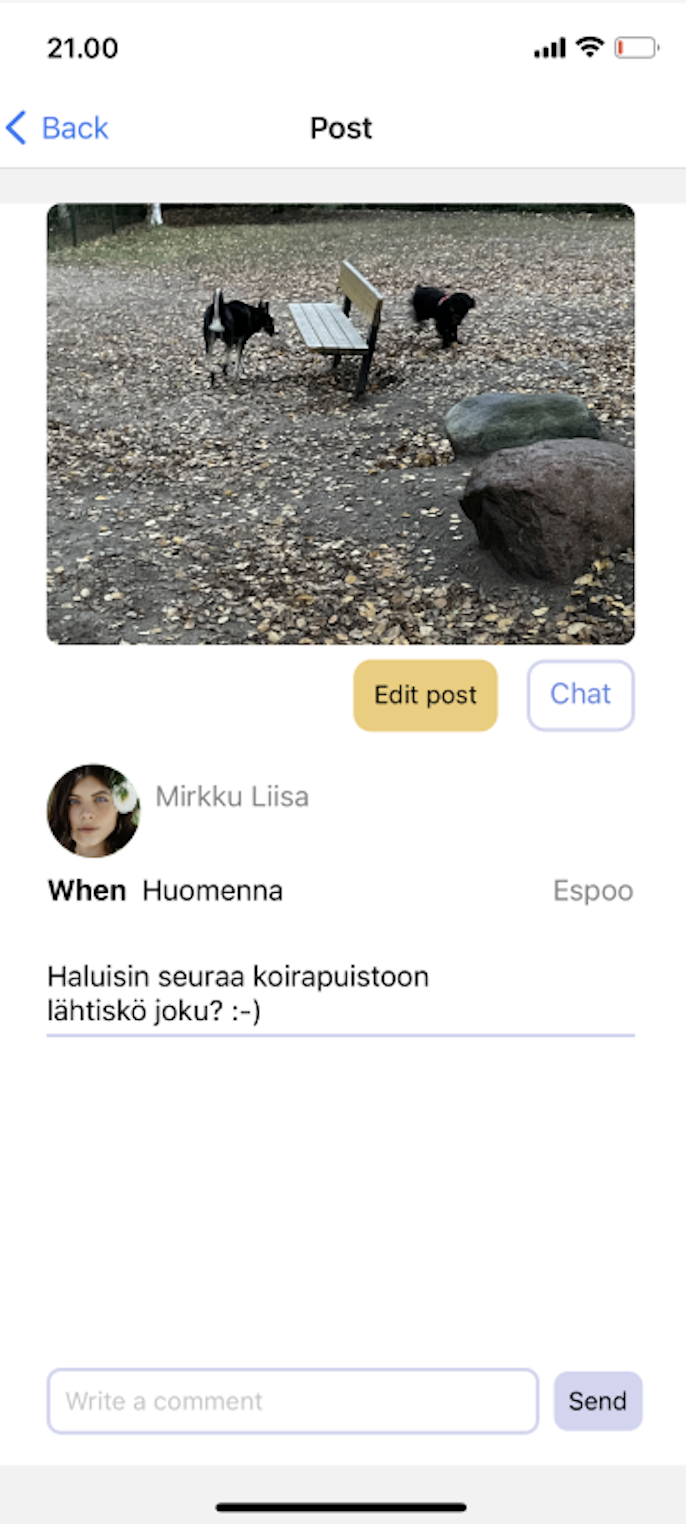 21.00
Back
Post
Edit post
Chat
Mirkku Liisa
When Huomenna
Espoo
Haluisin seuraa koirapuistoon
lähtiskö joku? :-)
Write a comment
Send